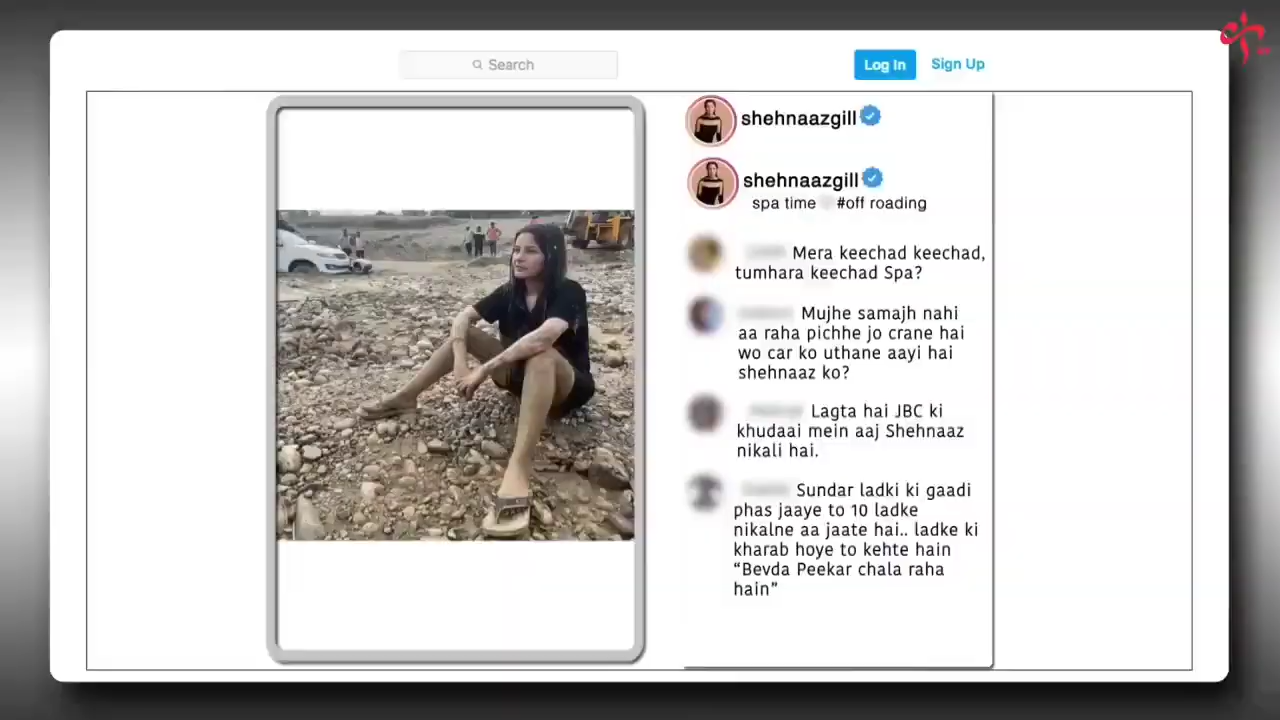 Search
Log In
Sign Up
shehnaazgill
shehnaazgill
spa time #off roading
Mera keechad keechad,
tumhara keechad Spa?
Mujhe samajh nahi
aa raha pichhe jo crane hai
wo car ko uthane aayi hai
shehnaaz ko?
Lagta hai JBC ki
khudaai mein aaj Shehnaaz
nikali hai.
Sundar ladki ki gaadi
phas jaaye to 10 ladke
nikalne aa jaate hai.. ladke ki
kharab hoye to kehte hain
“Bevda Peekar chala raha
hain”